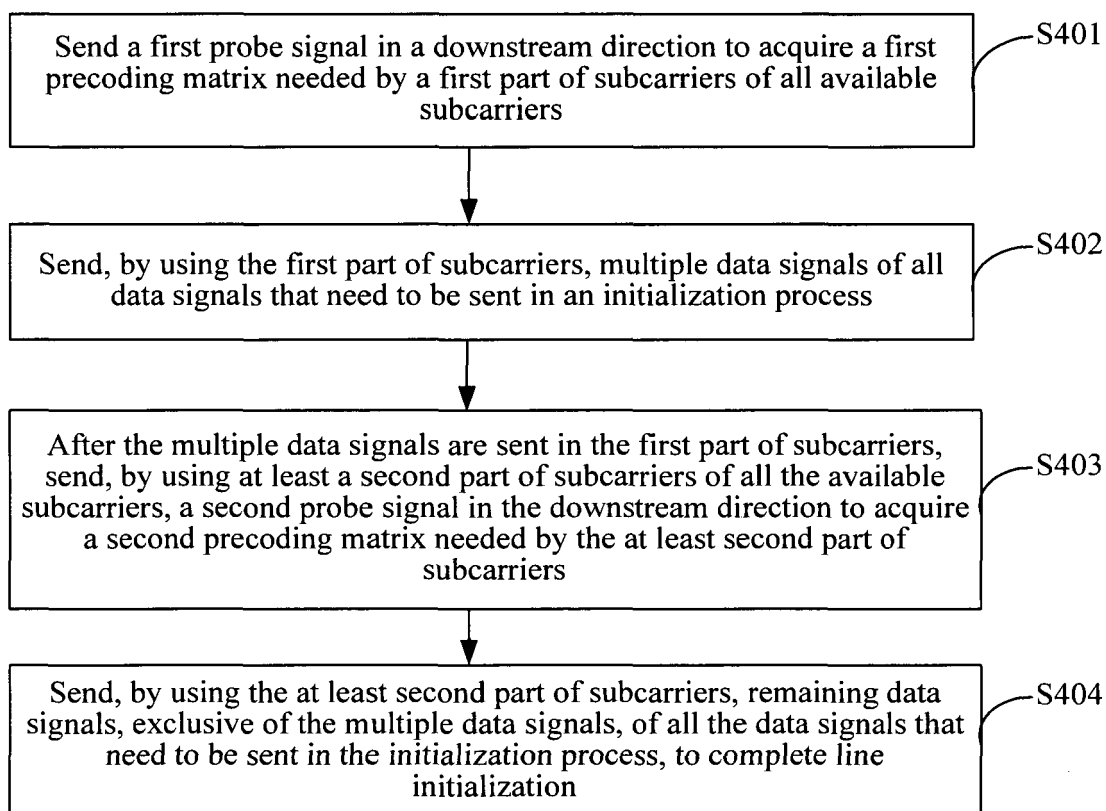 Send a first probe signal in a downstream direction to acquire a first
precoding matrix needed by a first part of subcarriers of all available
subcarriers
S401
Send, by using the first part of subcarriers, multiple data signals of all
data signals that need to be sent in an initialization process
S402
After the multiple data signals are sent in the first part of subcarriers,
send, by using at least a second part of subcarriers of all the available
subcarriers, a second probe signal in the downstream direction to acquire
a second precoding matrix needed by the at least second part of
subcarriers
S403
Send, by using the at least second part of subcarriers, remaining data
signals, exclusive of the multiple data signals, of all the data signals that
need to be sent in the initialization process, to complete line
initialization
S404